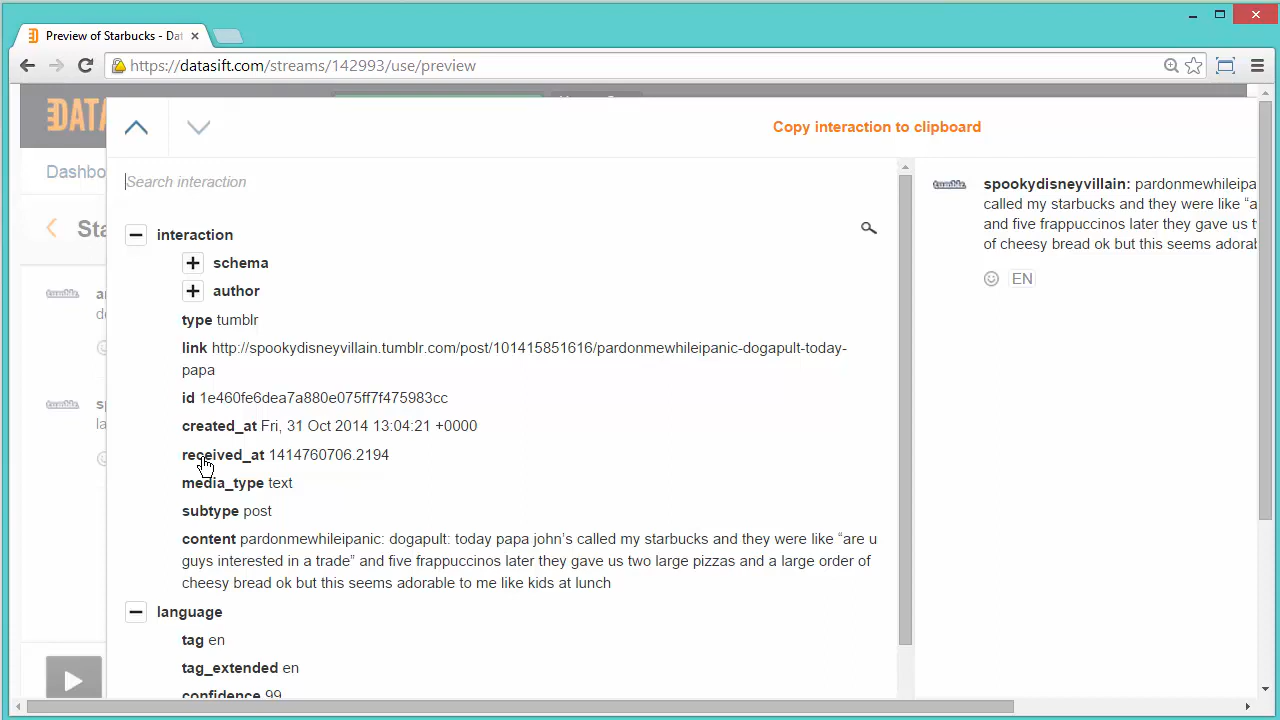 Preview of Starbucks - Dat
https://datasift.com/streams/142993/use/preview
DATA
Copy interaction to clipboard
Dashbo
Search interaction
Sta
interaction
schema
author
type tumblr
link http://spookydisneyvillain.tumblr.com/post/101415851616/pardonmewhileipanic-dogapult-today-
papa
id 1e460fe6dea7a880e075ff7f475983cc
created_at Fri, 31 Oct 2014 13:04:21 +0000
received_at 1414760706.2194
media_type text
subtype post
content pardonmewhileipanic: dogapult: today papa john’s called my starbucks and they were like “are u
guys interested in a trade” and five frappuccinos later they gave us two large pizzas and a large order of
cheesy bread ok but this seems adorable to me like kids at lunch
language
tag en
tag_extended en
confidence 99
tumblr.
spookydisneyvillain: pardonmewhileipa
called my starbucks and they were like “a
and five frappuccinos later they gave us t
of cheesy bread ok but this seems adorab
EN
tumblr.
a
de
tumblr.
s
la